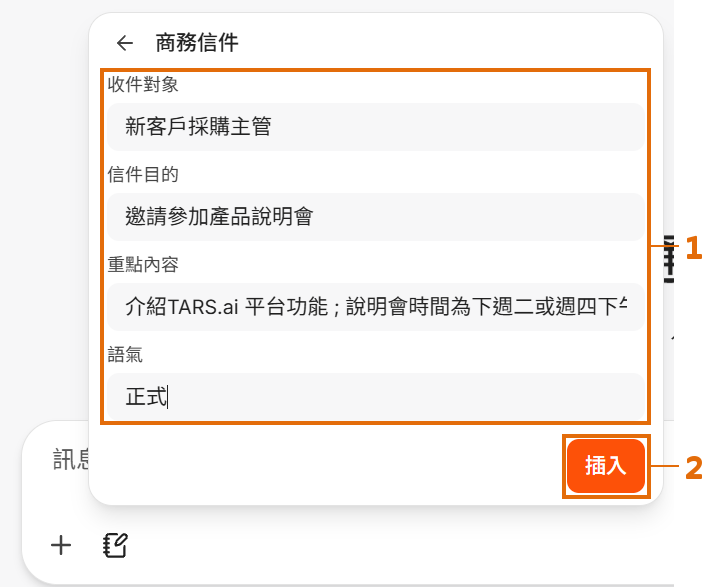 商務信件
收件對象
新客戶採購主管
信件目的
邀請參加產品說明會
1
重點內容
介紹TARS.ai 平台功能 ; 說明會時間為下週二或週四下
語氣
正式
插入
2
訊